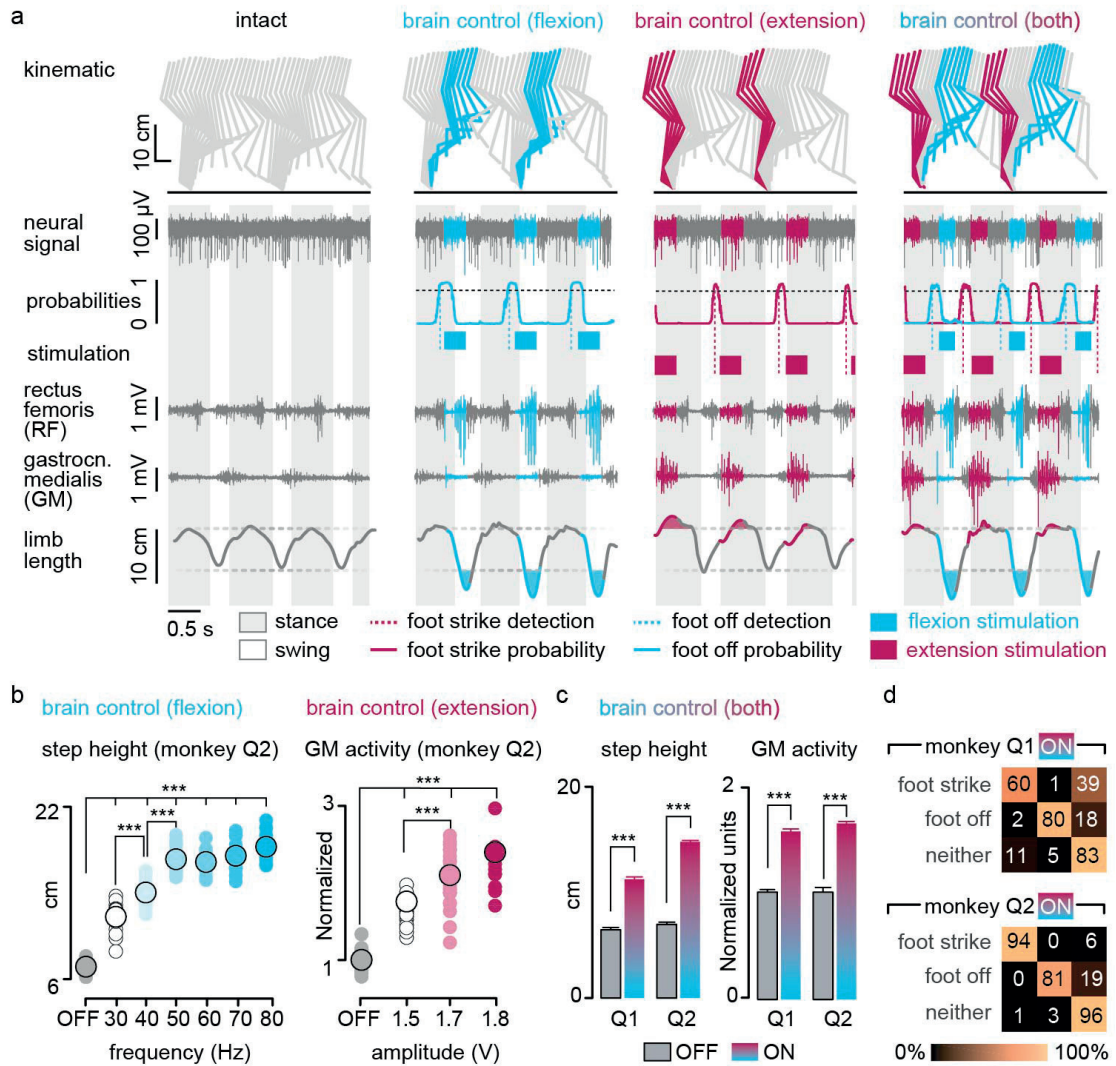 a
intact
brain control (flexion)
brain control (extension)
brain control (both)
kinematic
10 cm
neural
signal
100 µV
probabilities
1
0
stimulation
rectus
femoris
(RF)
1 mV
gastrocn.
medialis
(GM)
1 mV
limb
length
10 cm
0.5 s
stance
swing
foot strike detection
foot strike probability
foot off detection
foot off probability
flexion stimulation
extension stimulation
b
brain control (flexion)
step height (monkey Q2)
***
*** ***
22
cm
6
OFF 30 40 50 60 70 80
frequency (Hz)
brain control (extension)
GM activity (monkey Q2)
***
***
3
Normalized
1
OFF 1.5 1.7 1.8
amplitude (V)
c
brain control (both)
step height
20
cm
0
***
***
Q1 Q2
GM activity
2
Normalized units
0
*** ***
Q1 Q2
OFF ON
d
monkey Q1 ON
foot strike 60 1 39
foot off 2 80 18
neither 11 5 83
monkey Q2 ON
foot strike 94 0 6
foot off 0 81 19
neither 1 3 96
0% 100%